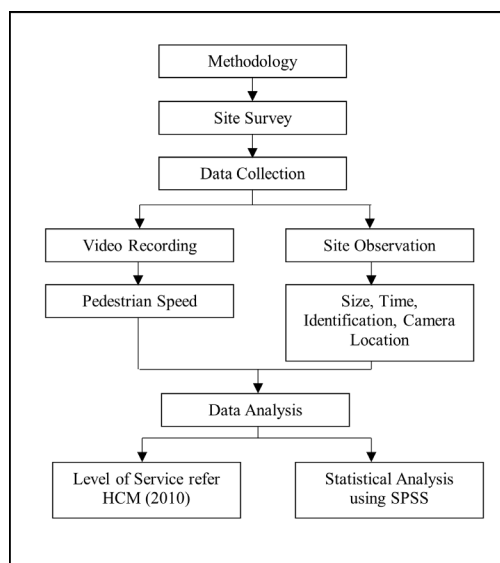 Methodology
Site Survey
Data Collection
Video Recording
Site Observation
Pedestrian Speed
Size, Time,
Identification, Camera
Location
Data Analysis
Level of Service refer
HCM (2010)
Statistical Analysis
using SPSS